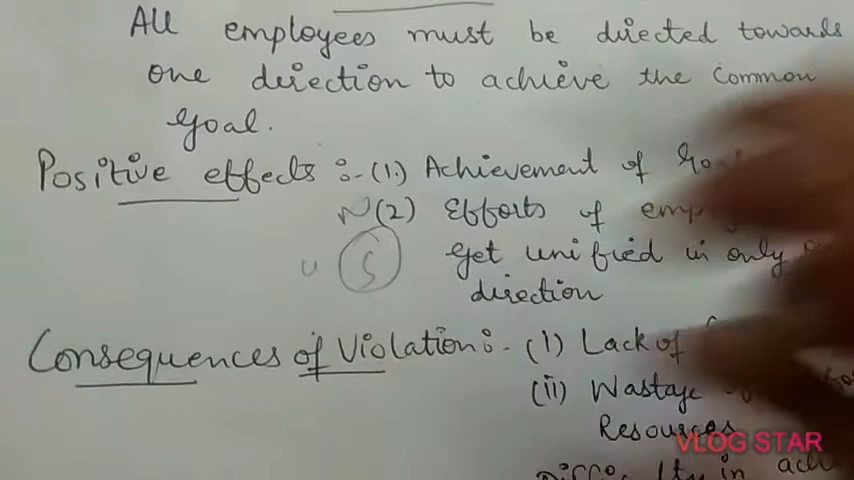 All employees must be directed towards
one direction to achieve the common
goal.
Positive effects :- (1.) Achievement of
(2) Efforts of
get unified in only
direction
Consequences of Violation :- (1) Lack of
(ii) Wastage
Resources
VLOG STAR
in